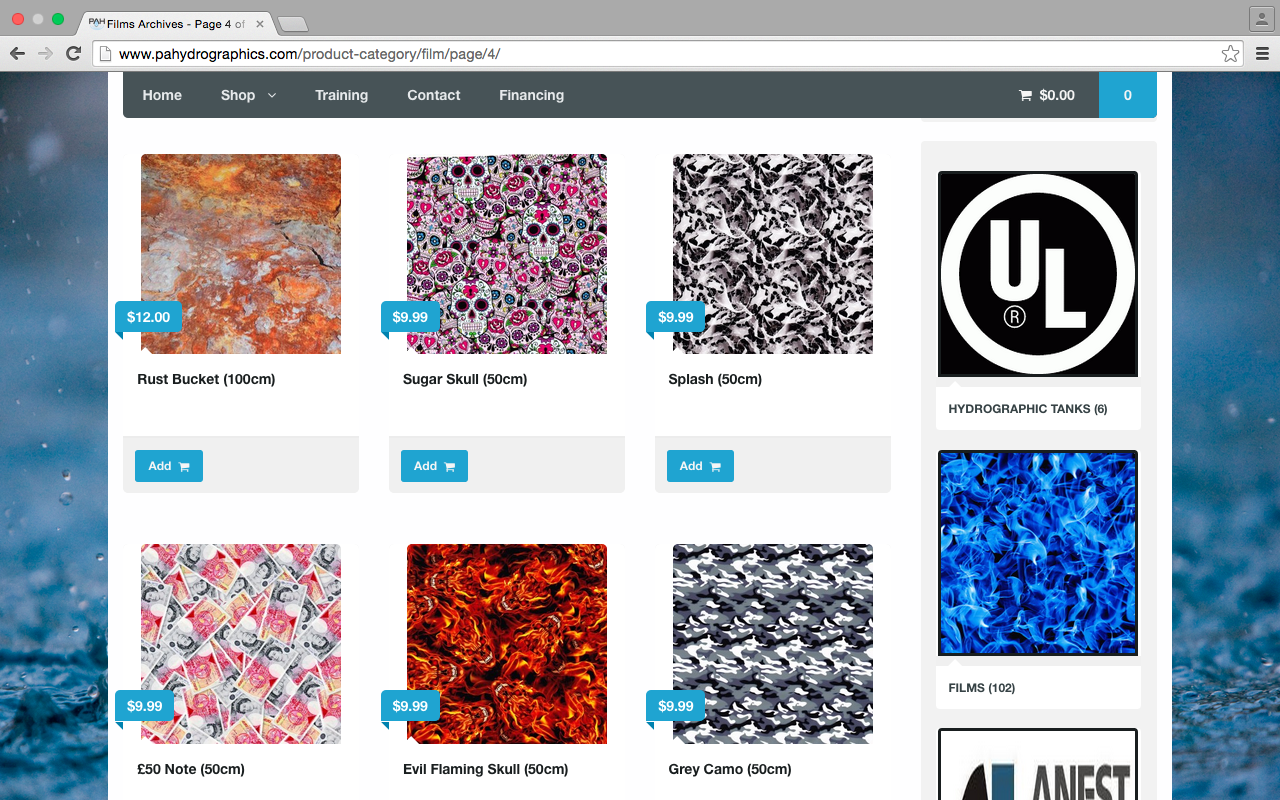 PAH Films Archives - Page 4 of
www.pahydrographics.com/product-category/film/page/4/
Home Shop Training Contact Financing $0.00 0
$12.00
$9.99
$9.99
Rust Bucket (100cm)
Sugar Skull (50cm)
Splash (50cm)
Add
Add
Add
$9.99
$9.99
$9.99
£50 Note (50cm)
Evil Flaming Skull (50cm)
Grey Camo (50cm)
UL
®
HYDROGRAPHIC TANKS (6)
FILMS (102)
ANEST